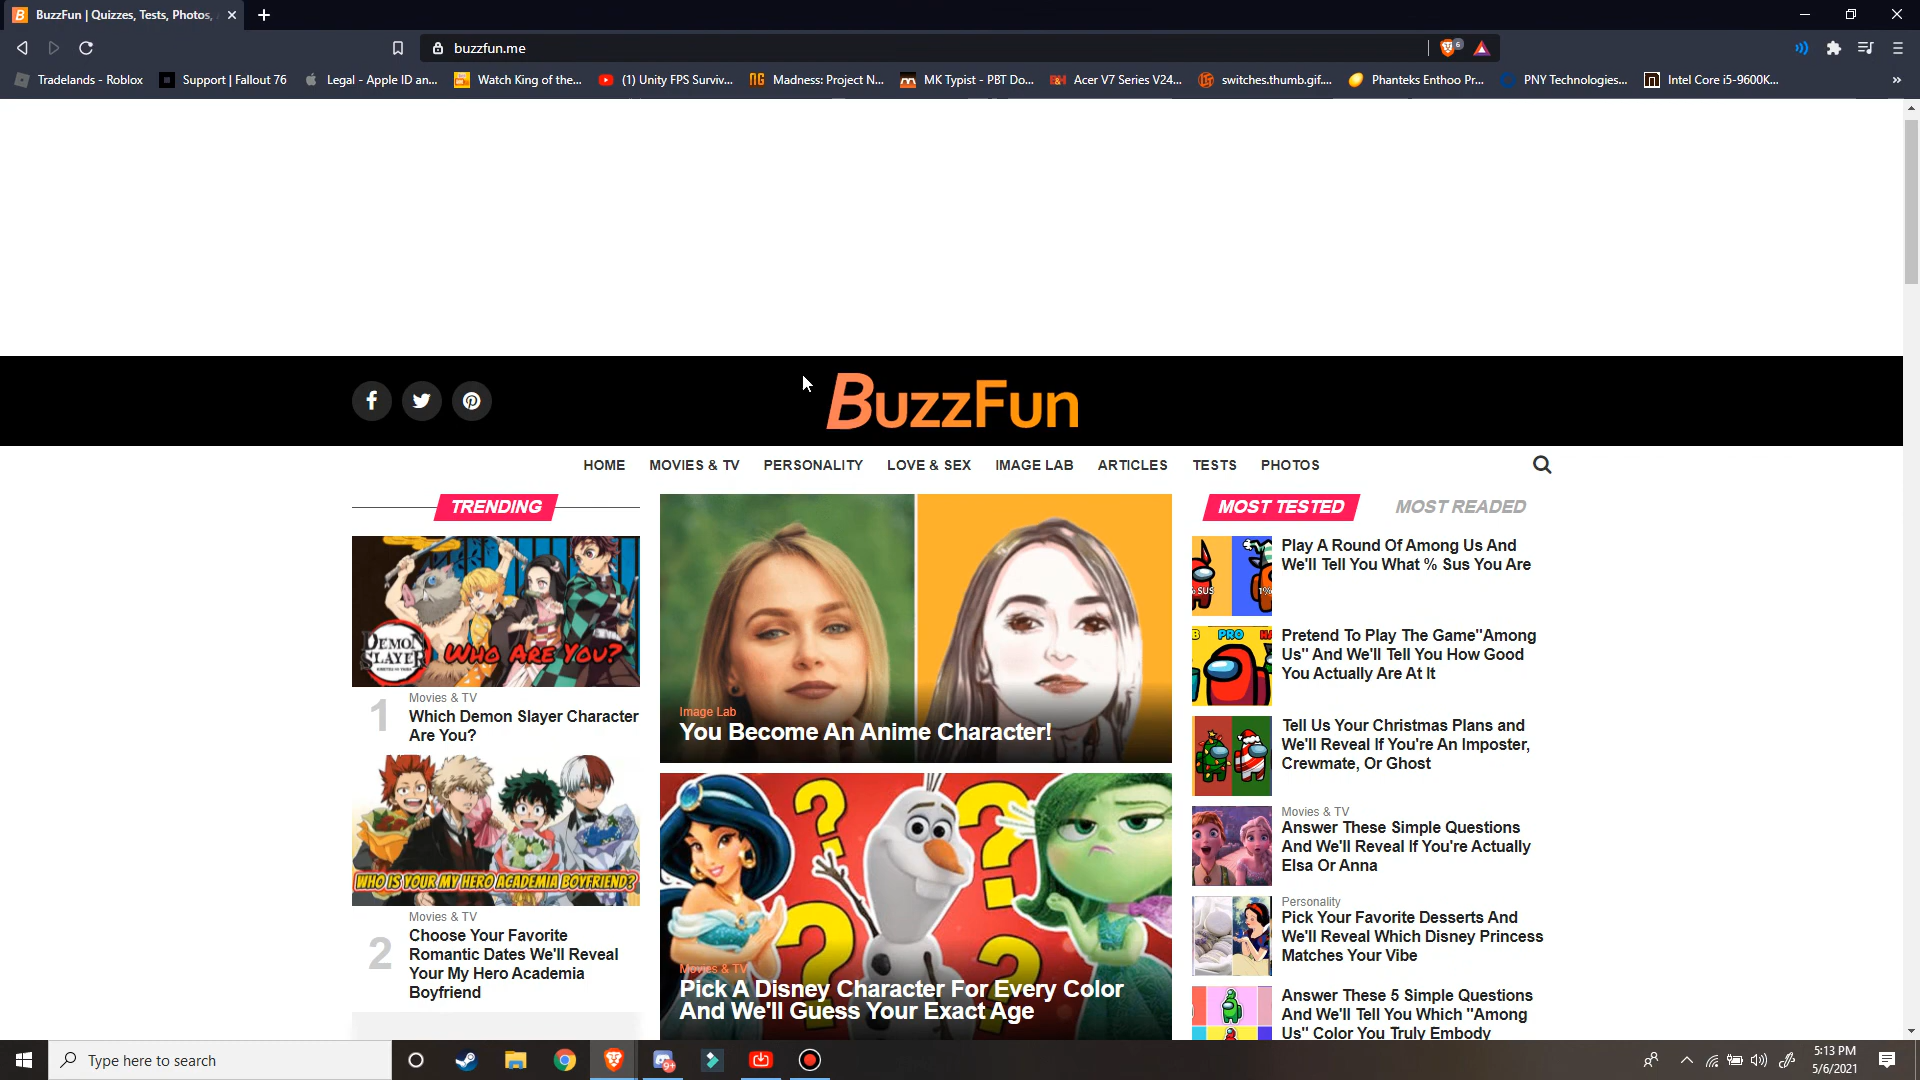 BuzzFun | Quizzes, Tests, Photos,
buzzfun.me
6
Tradelands - Roblox
Support | Fallout 76
Legal - Apple ID an...
Watch King of the...
(1) Unity FPS Surviv...
Madness: Project N...
MK Typist - PBT Do...
Acer V7 Series V24...
switches.thumb.gif....
Phanteks Enthoo Pr...
PNY Technologies...
Intel Core i5-9600K...
BuzzFun
HOME MOVIES & TV PERSONALITY LOVE & SEX IMAGE LAB ARTICLES TESTS PHOTOS
TRENDING
DEMON
SLAYER
WHO ARE YOU?
Movies & TV
1
Which Demon Slayer Character
Are You?
WHO IS YOUR MY HERO ACADEMIA BOYFRIEND?
Movies & TV
2
Choose Your Favorite
Romantic Dates We'll Reveal
Your My Hero Academia
Boyfriend
Image Lab
You Become An Anime Character!
Movies & TV
Pick A Disney Character For Every Color
And We'll Guess Your Exact Age
MOST TESTED
MOST READED
SUS
1%
Play A Round Of Among Us And
We'll Tell You What % Sus You Are
PRO
Pretend To Play The Game"Among
Us" And We'll Tell You How Good
You Actually Are At It
Tell Us Your Christmas Plans and
We'll Reveal If You're An Imposter,
Crewmate, Or Ghost
Movies & TV
Answer These Simple Questions
And We'll Reveal If You're Actually
Elsa Or Anna
Personality
Pick Your Favorite Desserts And
We'll Reveal Which Disney Princess
Matches Your Vibe
Answer These 5 Simple Questions
And We'll Tell You Which "Among
Us" Color You Truly Embody
Type here to search
9+
5:13 PM
5/6/2021